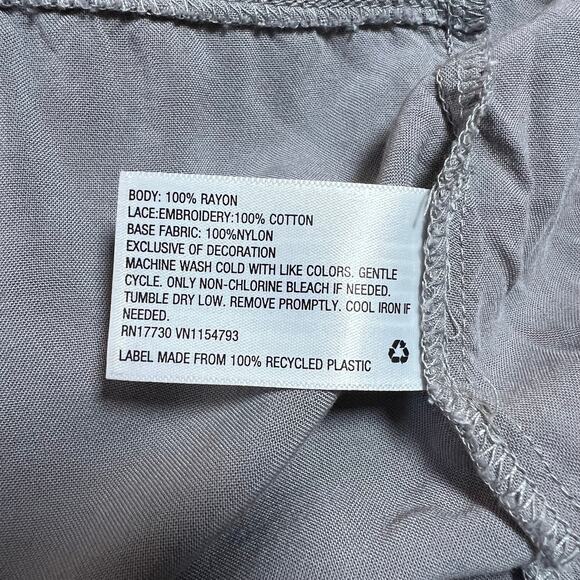 BODY: 100% RAYON
LACE:EMBROIDERY:100% COTTON
BASE FABRIC: 100%NYLON
EXCLUSIVE OF DECORATION
MACHINE WASH COLD WITH LIKE COLORS. GENTLE
CYCLE. ONLY NON-CHLORINE BLEACH IF NEEDED.
TUMBLE DRY LOW. REMOVE PROMPTLY. COOL IRON IF
NEEDED.
RN17730 VN1154793
LABEL MADE FROM 100% RECYCLED PLASTIC